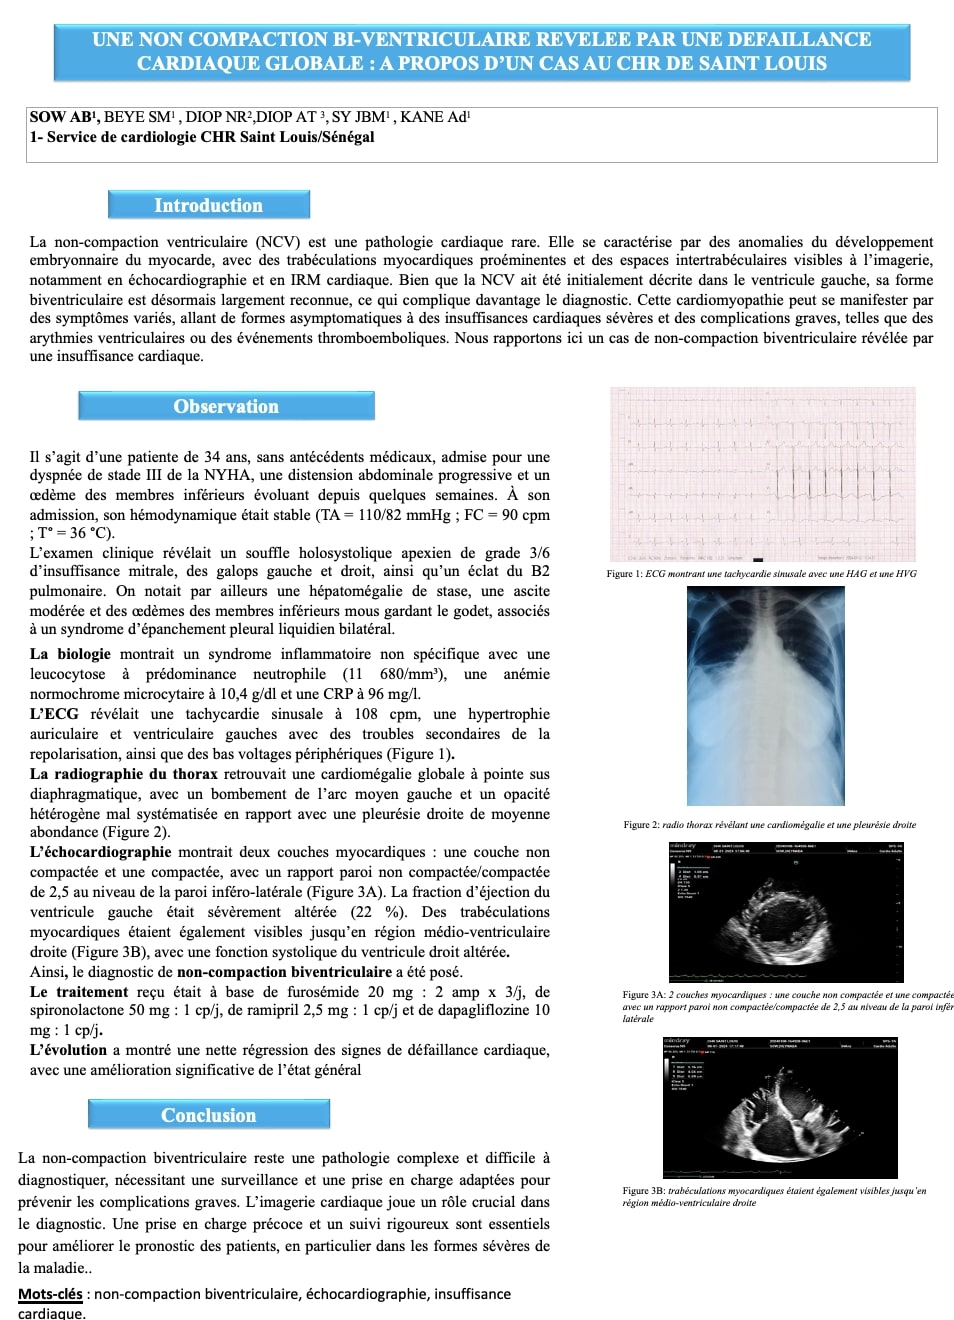 UNE NON COMPACTION BI-VENTRICULAIRE REVELEE PAR UNE DEFAILLANCE
CARDIAQUE GLOBALE : A PROPOS D’UN CAS AU CHR DE SAINT LOUIS
SOW AB¹, BEYE SM¹ , DIOP NR²,DIOP AT ³, SY JBM¹ , KANE Ad¹
1- Service de cardiologie CHR Saint Louis/Sénégal
Introduction
La non-compaction ventriculaire (NCV) est une pathologie cardiaque rare. Elle se caractérise par des anomalies du développement
embryonnaire du myocarde, avec des trabéculations myocardiques proéminentes et des espaces intertrabéculaires visibles à l’imagerie,
notamment en échocardiographie et en IRM cardiaque. Bien que la NCV ait été initialement décrite dans le ventricule gauche, sa forme
biventriculaire est désormais largement reconnue, ce qui complique davantage le diagnostic. Cette cardiomyopathie peut se manifester par
des symptômes variés, allant de formes asymptomatiques à des insuffisances cardiaques sévères et des complications graves, telles que des
arythmies ventriculaires ou des événements thromboemboliques. Nous rapportons ici un cas de non-compaction biventriculaire révélée par
une insuffisance cardiaque.
Observation
Il s’agit d’une patiente de 34 ans, sans antécédents médicaux, admise pour une
dyspnée de stade III de la NYHA, une distension abdominale progressive et un
œdème des membres inférieurs évoluant depuis quelques semaines. À son
admission, son hémodynamique était stable (TA = 110/82 mmHg ; FC = 90 cpm
; T° = 36 °C).
L’examen clinique révélait un souffle holosystolique apexien de grade 3/6
d’insuffisance mitrale, des galops gauche et droit, ainsi qu’un éclat du B2
pulmonaire. On notait par ailleurs une hépatomégalie de stase, une ascite
modérée et des œdèmes des membres inférieurs mous gardant le godet, associés
à un syndrome d’épanchement pleural liquidien bilatéral.
La biologie montrait un syndrome inflammatoire non spécifique avec une
leucocytose à prédominance neutrophile (11 680/mm³), une anémie
normochrome microcytaire à 10,4 g/dl et une CRP à 96 mg/l.
L’ECG révélait une tachycardie sinusale à 108 cpm, une hypertrophie
auriculaire et ventriculaire gauches avec des troubles secondaires de la
repolarisation, ainsi que des bas voltages périphériques (Figure 1).
La radiographie du thorax retrouvait une cardiomégalie globale à pointe sus
diaphragmatique, avec un bombement de l’arc moyen gauche et un opacité
hétérogène mal systématisée en rapport avec une pleurésie droite de moyenne
abondance (Figure 2).
L’échocardiographie montrait deux couches myocardiques : une couche non
compactée et une compactée, avec un rapport paroi non compactée/compactée
de 2,5 au niveau de la paroi inféro-latérale (Figure 3A). La fraction d’éjection du
ventricule gauche était sévèrement altérée (22 %). Des trabéculations
myocardiques étaient également visibles jusqu’en région médio-ventriculaire
droite (Figure 3B), avec une fonction systolique du ventricule droit altérée.
Ainsi, le diagnostic de non-compaction biventriculaire a été posé.
Le traitement reçu était à base de furosémide 20 mg : 2 amp x 3/j, de
spironolactone 50 mg : 1 cp/j, de ramipril 2,5 mg : 1 cp/j et de dapagliflozine 10
mg : 1 cp/j.
L’évolution a montré une nette régression des signes de défaillance cardiaque,
avec une amélioration significative de l’état général
Conclusion
La non-compaction biventriculaire reste une pathologie complexe et difficile à
diagnostiquer, nécessitant une surveillance et une prise en charge adaptées pour
prévenir les complications graves. L’imagerie cardiaque joue un rôle crucial dans
le diagnostic. Une prise en charge précoce et un suivi rigoureux sont essentiels
pour améliorer le pronostic des patients, en particulier dans les formes sévères de
la maladie..
Mots-clés : non-compaction biventriculaire, échocardiographie, insuffisance
cardiaque.
Figure 1: ECG montrant une tachycardie sinusale avec une HAG et une HVG
Figure 2: radio thorax révélant une cardiomégalie et une pleurésie droite
mindray
Figure 3A: 2 couches myocardiques : une couche non compactée et une compactée
avec un rapport paroi non compactée/compactée de 2,5 au niveau de la paroi infér
latérale
mindray
Figure 3B: trabéculations myocardiques étaient également visibles jusqu’en
région médio-ventriculaire droite